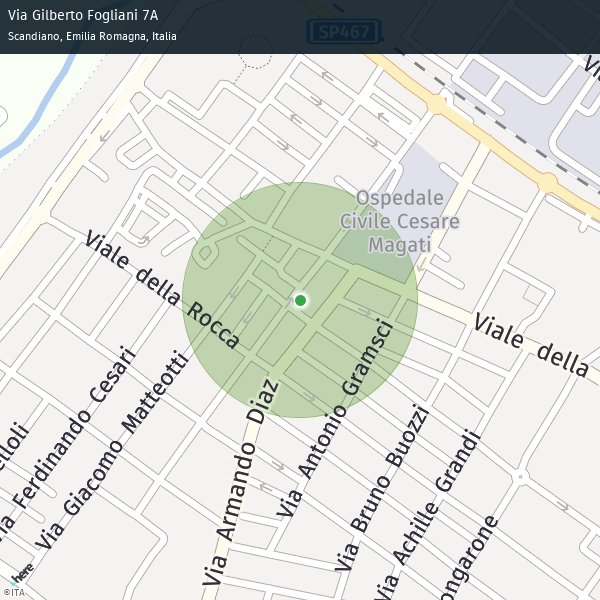 Via Gilberto Fogliani 7A
Scandiano, Emilia Romagna, Italia
SP467
Vi
Ospedale
Civile Cesare
Magati
Viale della Rocca
Viale della
Via Antonio Gramsci
Via Armando Diaz
Via Giacomo Matteotti
Via Ferdinando Cesari
elloli
Via Bruno Buozzi
Via Achille Grandi
ongarone
here
©ITA